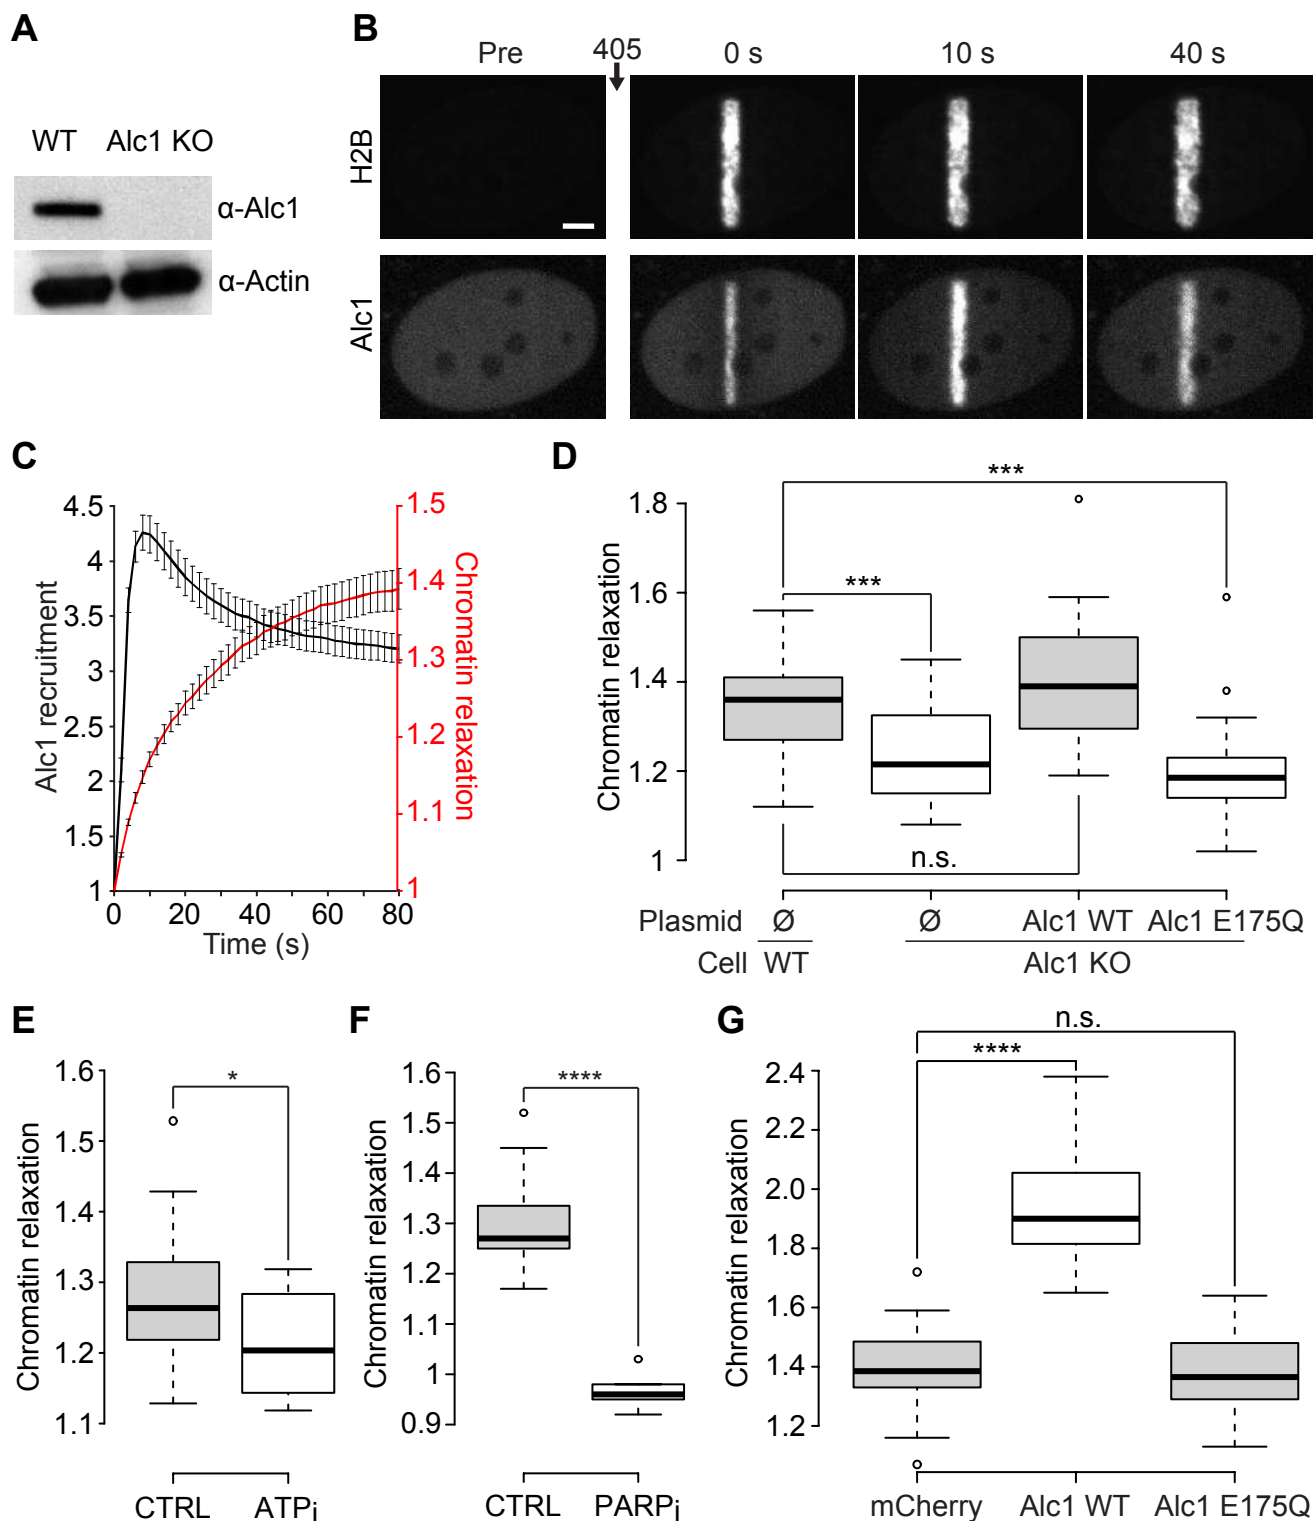 A
WT Alc1 KO
α-Alc1
α-Actin
B
Pre 405 0 s 10 s 40 s
H2B
Alc1
C
4.5
4
3.5
3
2.5
2
1.5
1
Alc1 recruitment
1.5
1.4
1.3
1.2
1.1
1
Chromatin relaxation
0 20 40 60 80
Time (s)
D
***
***
n.s.
1.8
1.6
1.4
1.2
1
Chromatin relaxation
Plasmid Ø Ø Alc1 WT Alc1 E175Q
Cell WT Alc1 KO
E
*
1.6
1.5
1.4
1.3
1.2
1.1
Chromatin relaxation
CTRL ATPi
F
****
1.6
1.5
1.4
1.3
1.2
1.1
1
0.9
Chromatin relaxation
CTRL PARPi
G
n.s.
****
2.4
2.2
2.0
1.8
1.6
1.4
1.2
Chromatin relaxation
mCherry Alc1 WT Alc1 E175Q